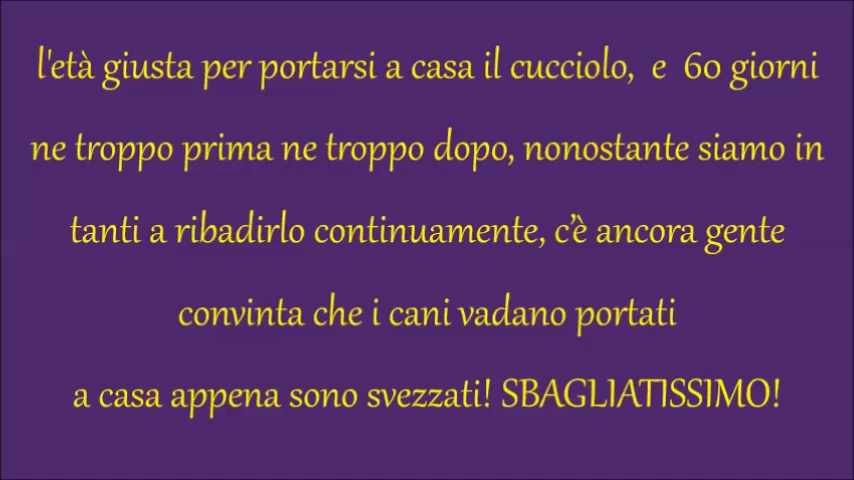 l'età giusta per portarsi a casa il cucciolo, e 60 giorni
ne troppo prima ne troppo dopo, nonostante siamo in
tanti a ribadirlo continuamente, c’è ancora gente
convinta che i cani vadano portati
a casa appena sono svezzati! SBAGLIATISSIMO!